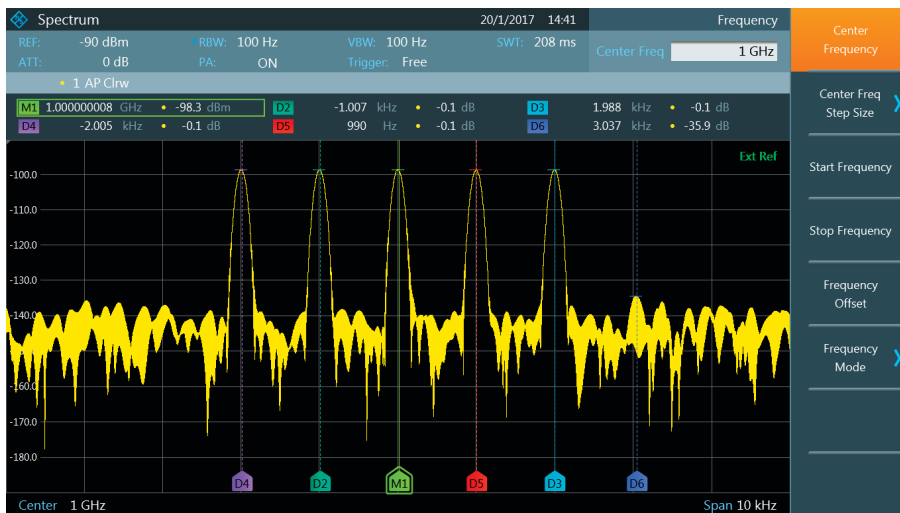 Spectrum 20/1/2017 14:41 Frequency
REF: -90 dBm RBW: 100 Hz VBW: 100 Hz SWT: 208 ms
ATT: 0 dB PA: ON Trigger: Free
Center Freq 1 GHz
1 AP Clrw
M1 1.000000008 GHz • -98.3 dBm D2 -1.007 kHz • -0.1 dB D3 1.988 kHz • -0.1 dB
D4 -2.005 kHz • -0.1 dB D5 990 Hz • -0.1 dB D6 3.037 kHz • -35.9 dB
Ext Ref
-100.0
-110.0
-120.0
-130.0
-140.0
-160.0
-170.0
-180.0
D4 D2 M1 D5 D3 D6
Center 1 GHz Span 10 kHz
Center
Frequency
Center Freq
Step Size
Start Frequency
Stop Frequency
Frequency
Offset
Frequency
Mode